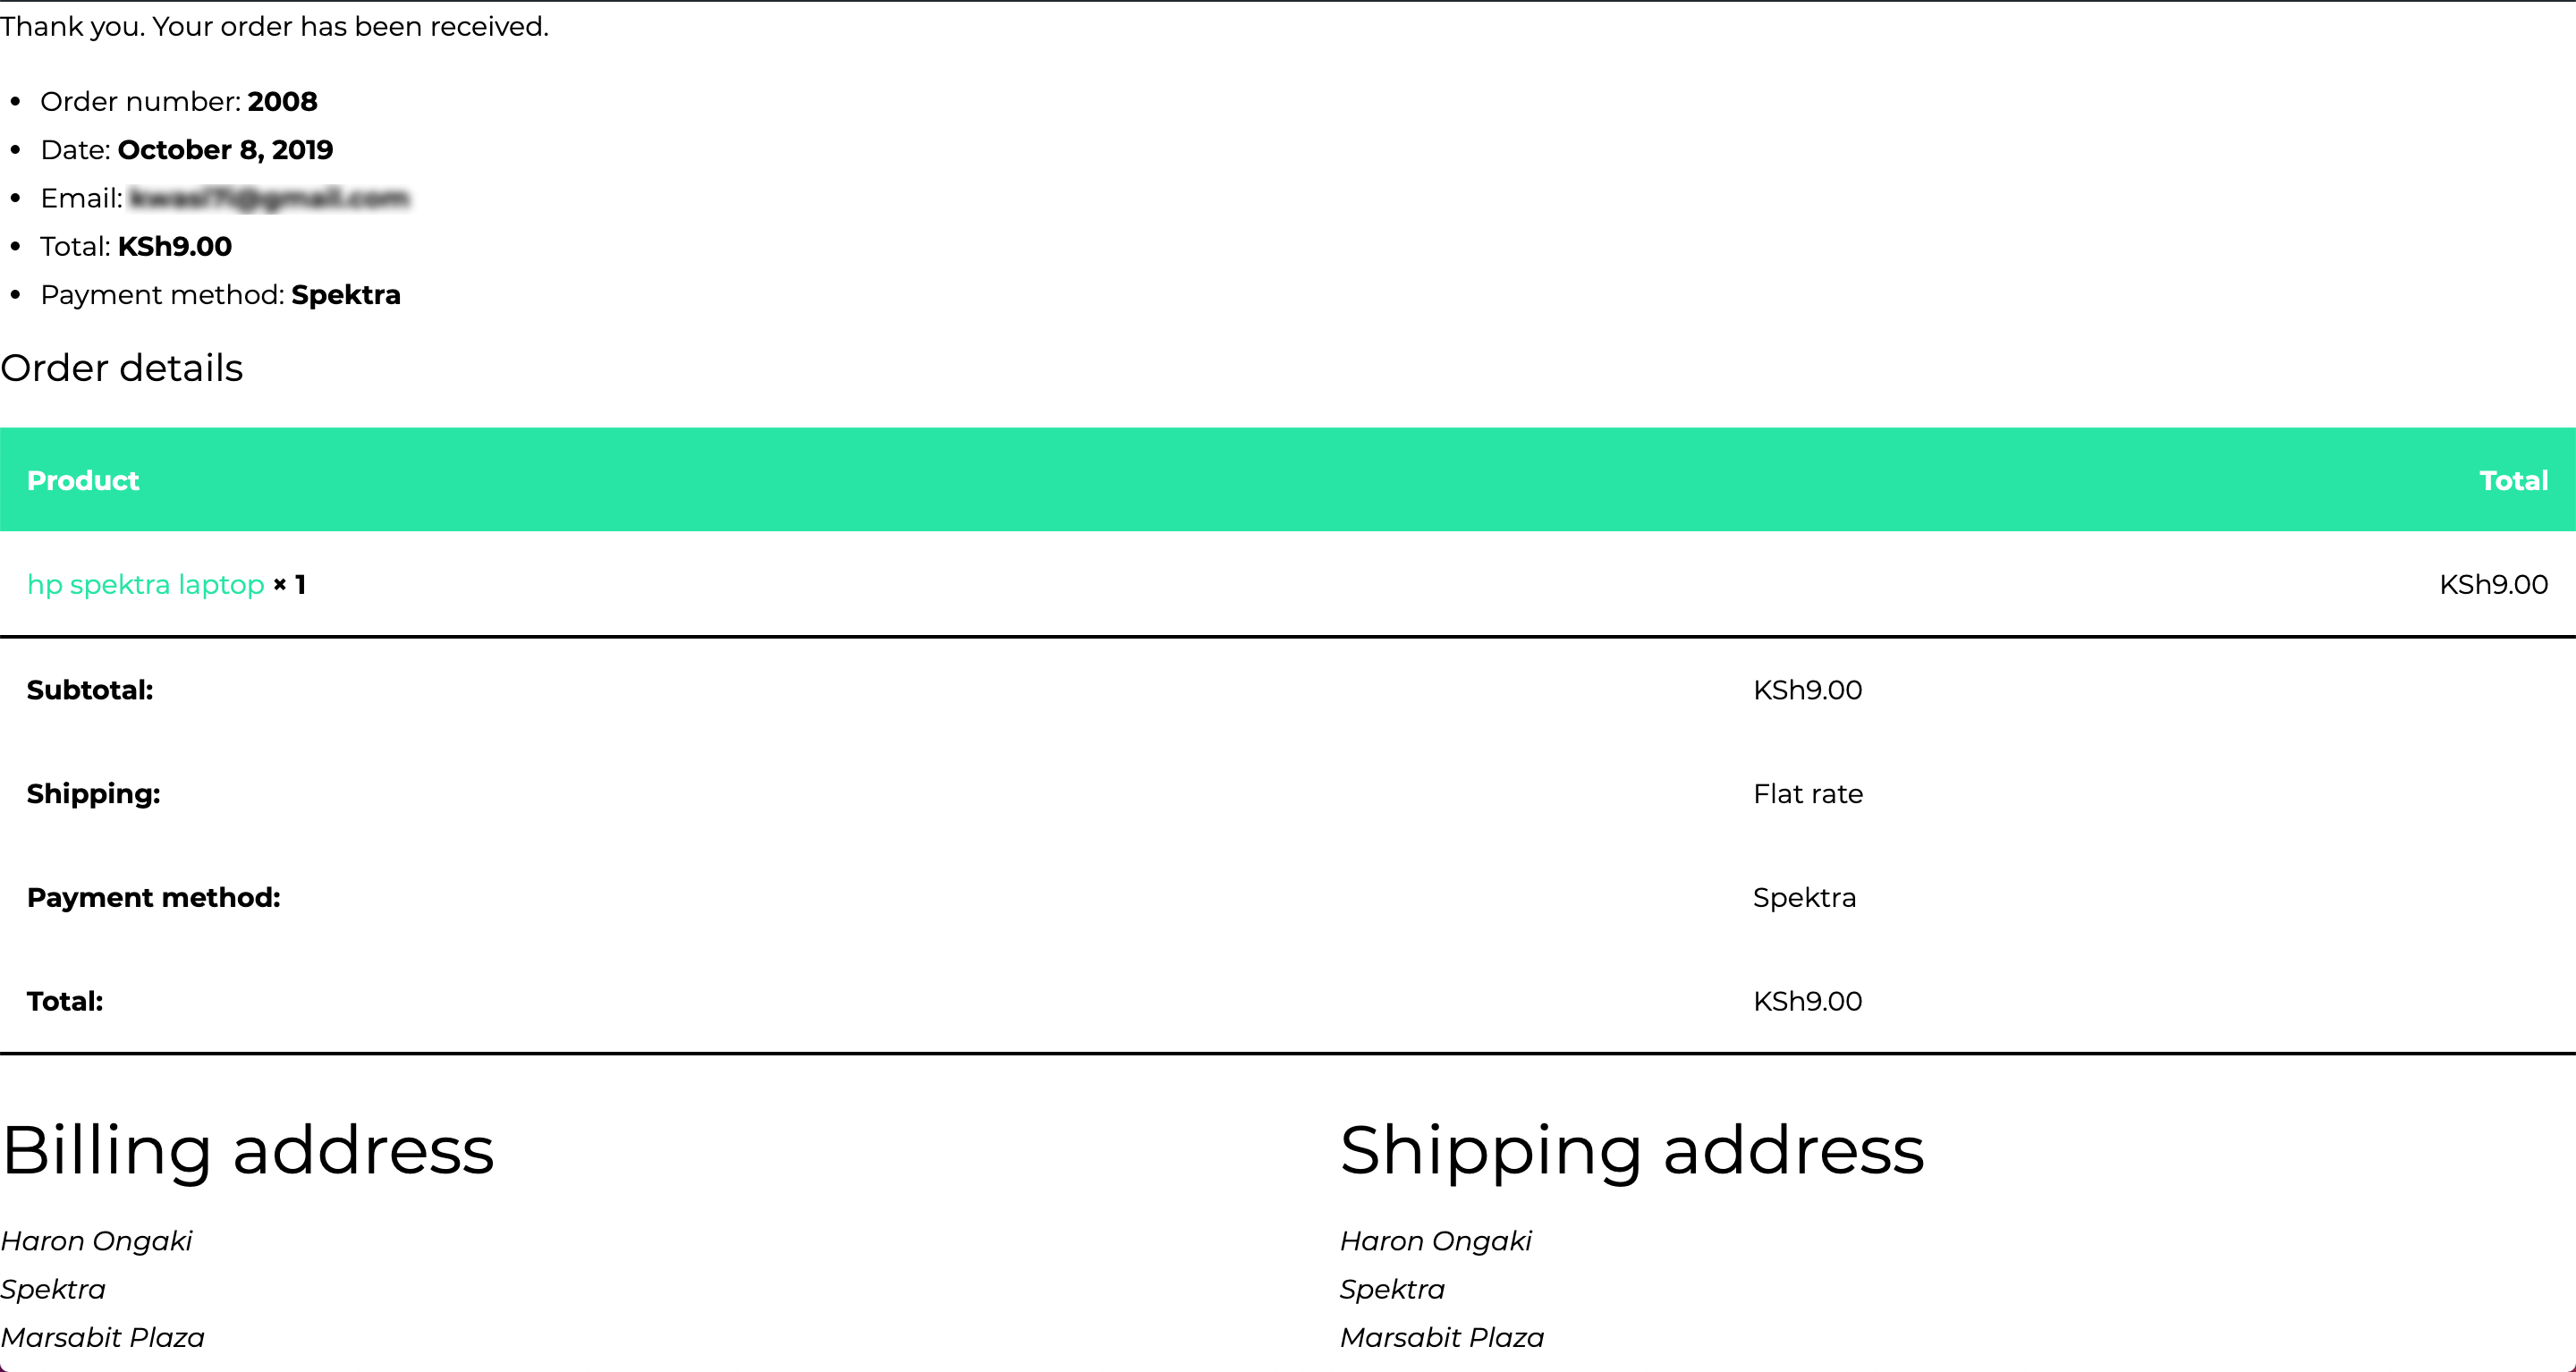 Thank you. Your order has been received.
• Order number: 2008
• Date: October 8, 2019
• Email:
• Total: KSh9.00
• Payment method: Spektra
Order details
Product Total
hp spektra laptop × 1 KSh9.00
Subtotal: KSh9.00
Shipping: Flat rate
Payment method: Spektra
Total: KSh9.00
Billing address
Haron Ongaki
Spektra
Marsabit Plaza
Shipping address
Haron Ongaki
Spektra
Marsabit Plaza